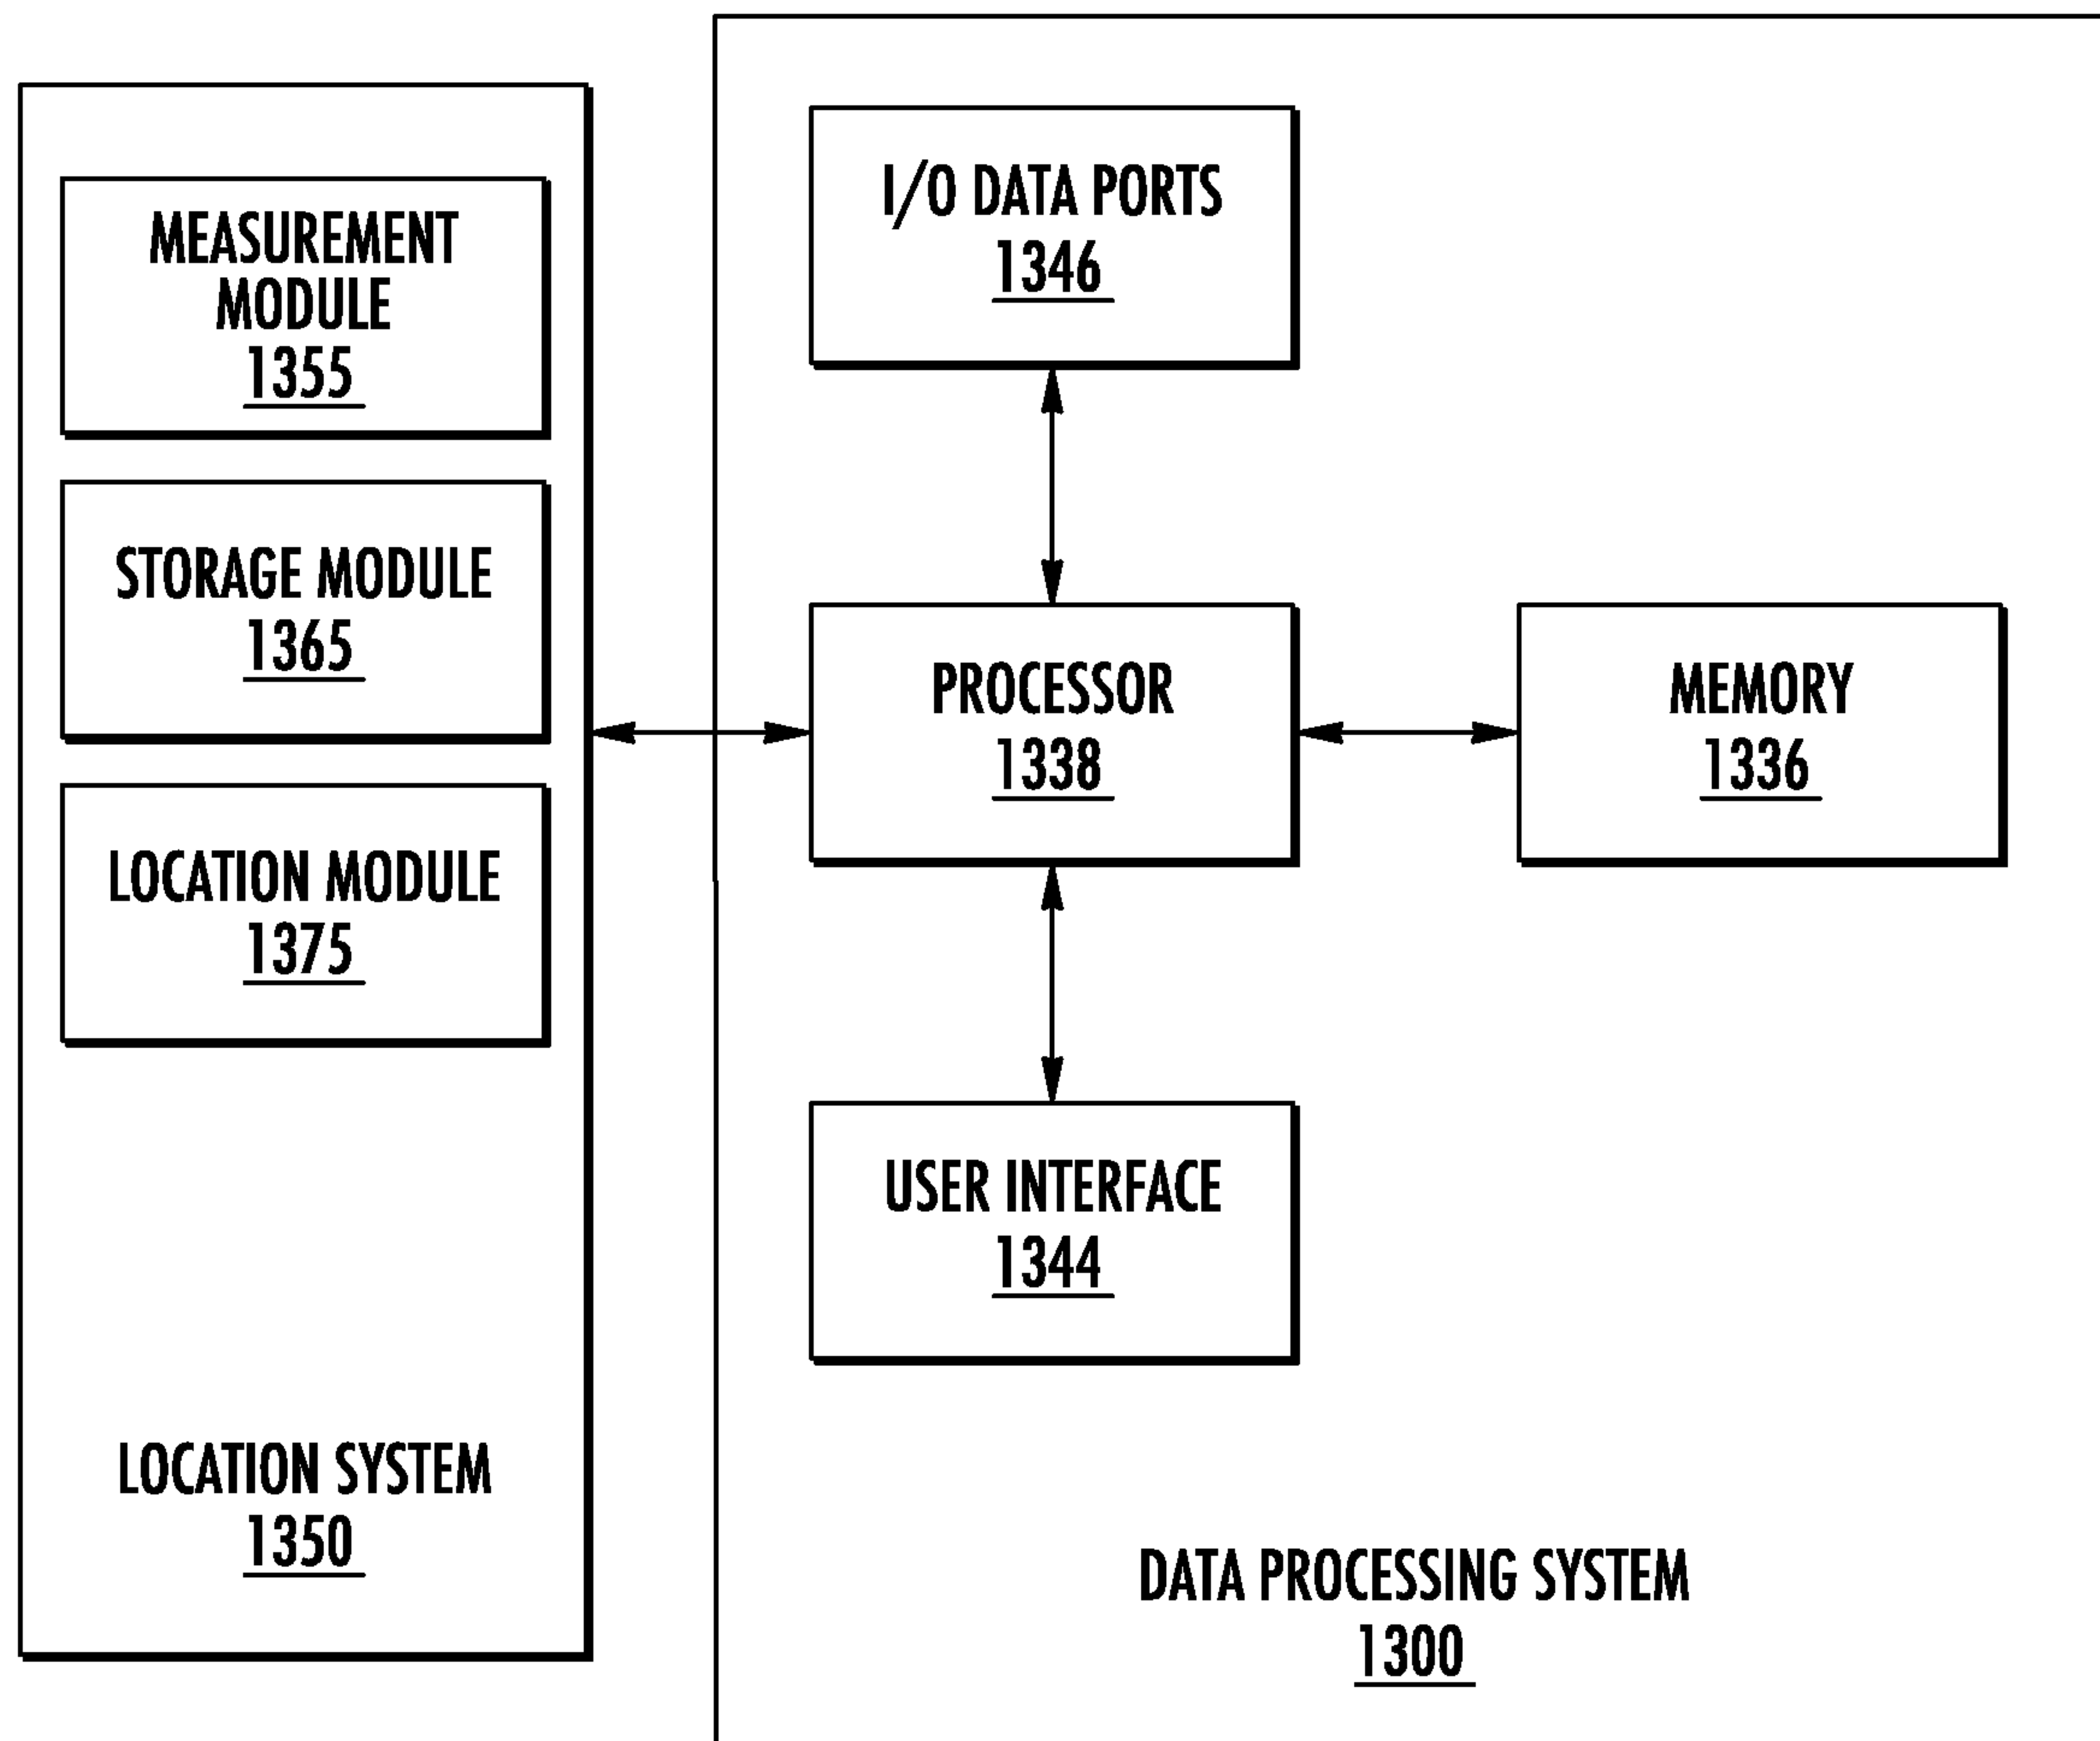 MEASUREMENT
MODULE
1355
STORAGE MODULE
1365
LOCATION MODULE
1375
LOCATION SYSTEM
1350
I/O DATA PORTS
1346
PROCESSOR
1338
MEMORY
1336
USER INTERFACE
1344
DATA PROCESSING SYSTEM
1300